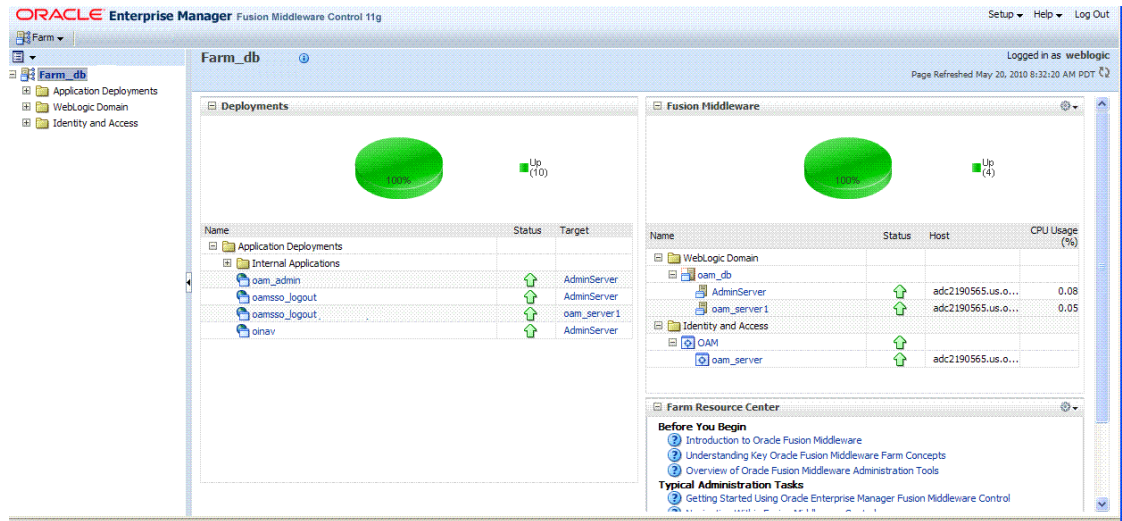 ORACLE Enterprise Manager Fusion Middleware Control 11g
Setup Help Log Out
Farm
Farm_db
Application Deployments
WebLogic Domain
Identity and Access
Farm_db
Logged in as weblogic
Page Refreshed May 20, 2010 8:32:20 AM PDT
Deployments
100%
Up
(10)
Name Status Target
Application Deployments
Internal Applications
oam_admin AdminServer
oamsso_logout AdminServer
oamsso_logout oam_server1
oinav AdminServer
Fusion Middleware
100%
Up
(4)
Name Status Host CPU Usage
(%)
WebLogic Domain
oam_db
AdminServer adc2190565.us.o... 0.08
oam_server1 adc2190565.us.o... 0.05
Identity and Access
OAM
oam_server adc2190565.us.o...
Farm Resource Center
Before You Begin
Introduction to Oracle Fusion Middleware
Understanding Key Oracle Fusion Middleware Farm Concepts
Overview of Oracle Fusion Middleware Administration Tools
Typical Administration Tasks
Getting Started Using Oracle Enterprise Manager Fusion Middleware Control